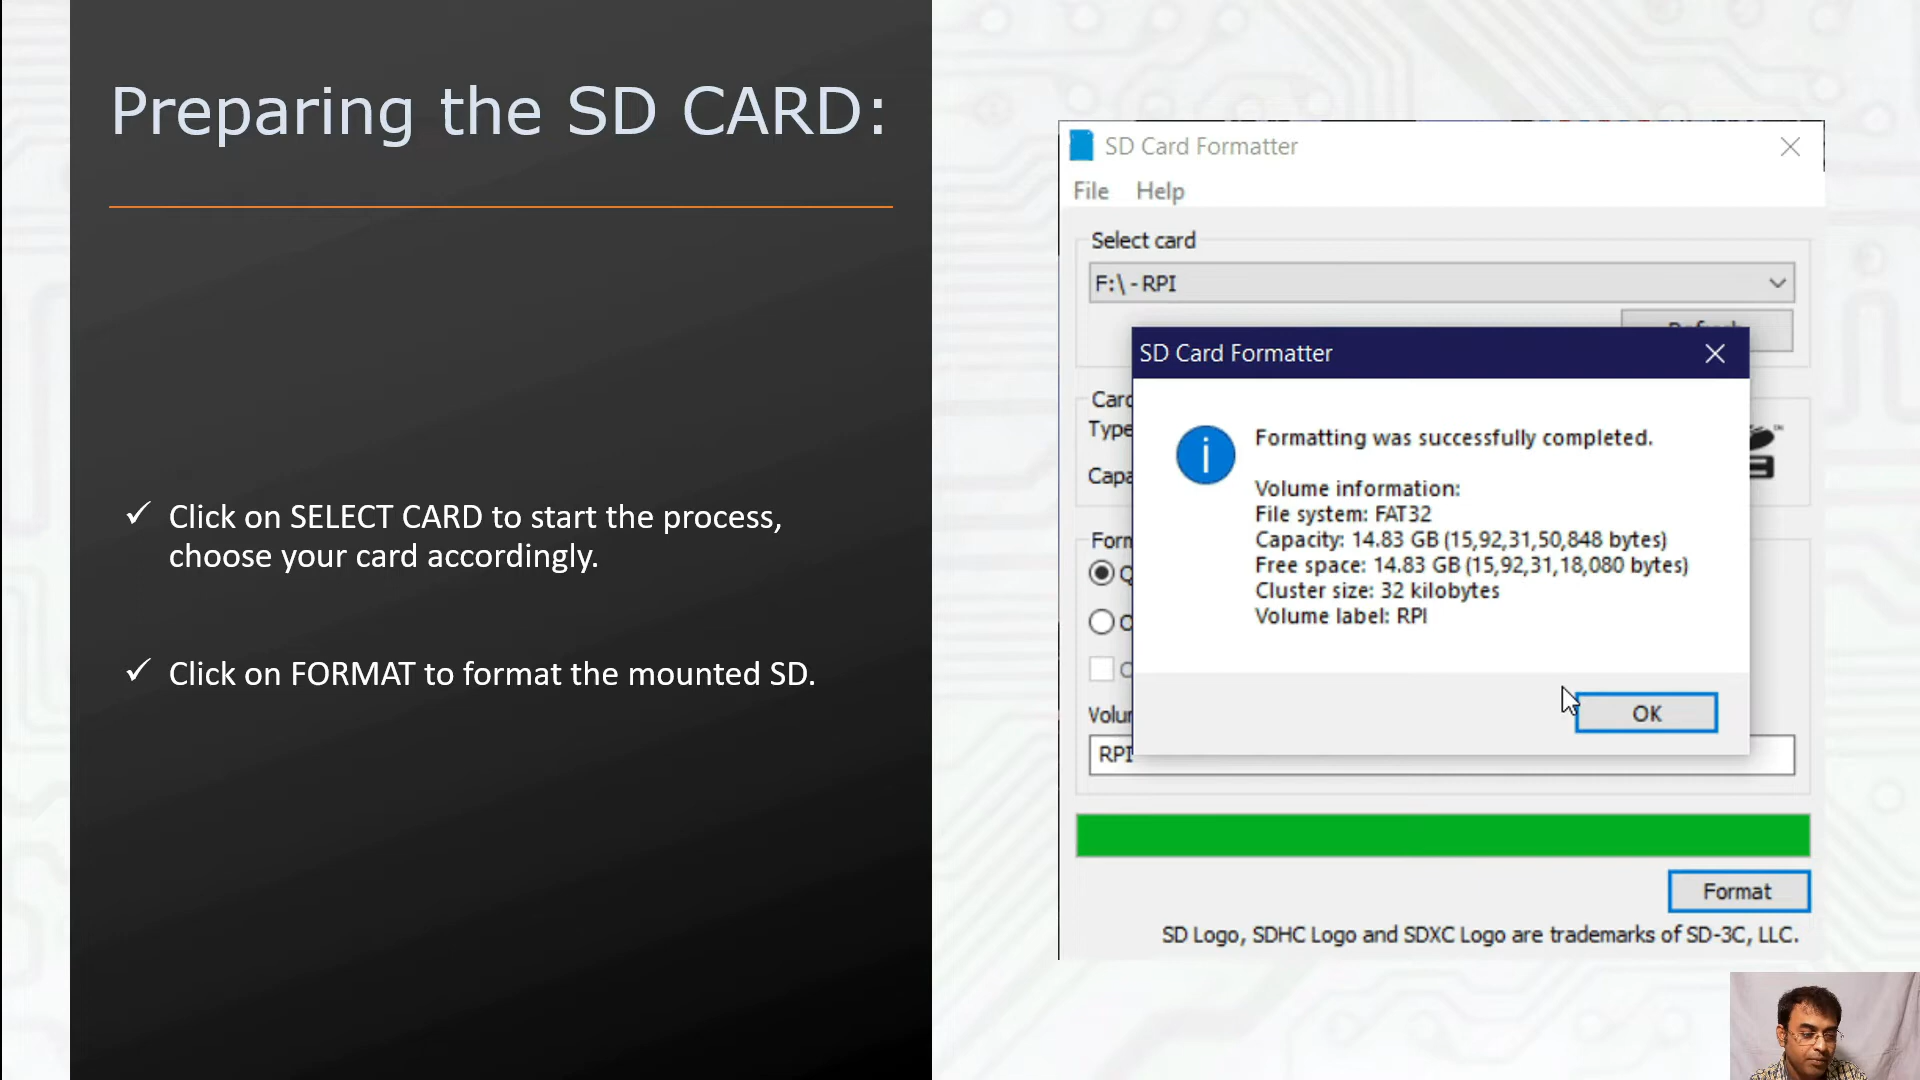 Preparing the SD CARD:
✓ Click on SELECT CARD to start the process,
choose your card accordingly.
✓ Click on FORMAT to format the mounted SD.
SD Card Formatter
File Help
Select card
F:\ - RPI
SD Card Formatter
Formatting was successfully completed.
Volume information:
File system: FAT32
Capacity: 14.83 GB (15,92,31,50,848 bytes)
Free space: 14.83 GB (15,92,31,18,080 bytes)
Cluster size: 32 kilobytes
Volume label: RPI
OK
RPI
Format
SD Logo, SDHC Logo and SDXC Logo are trademarks of SD-3C, LLC.